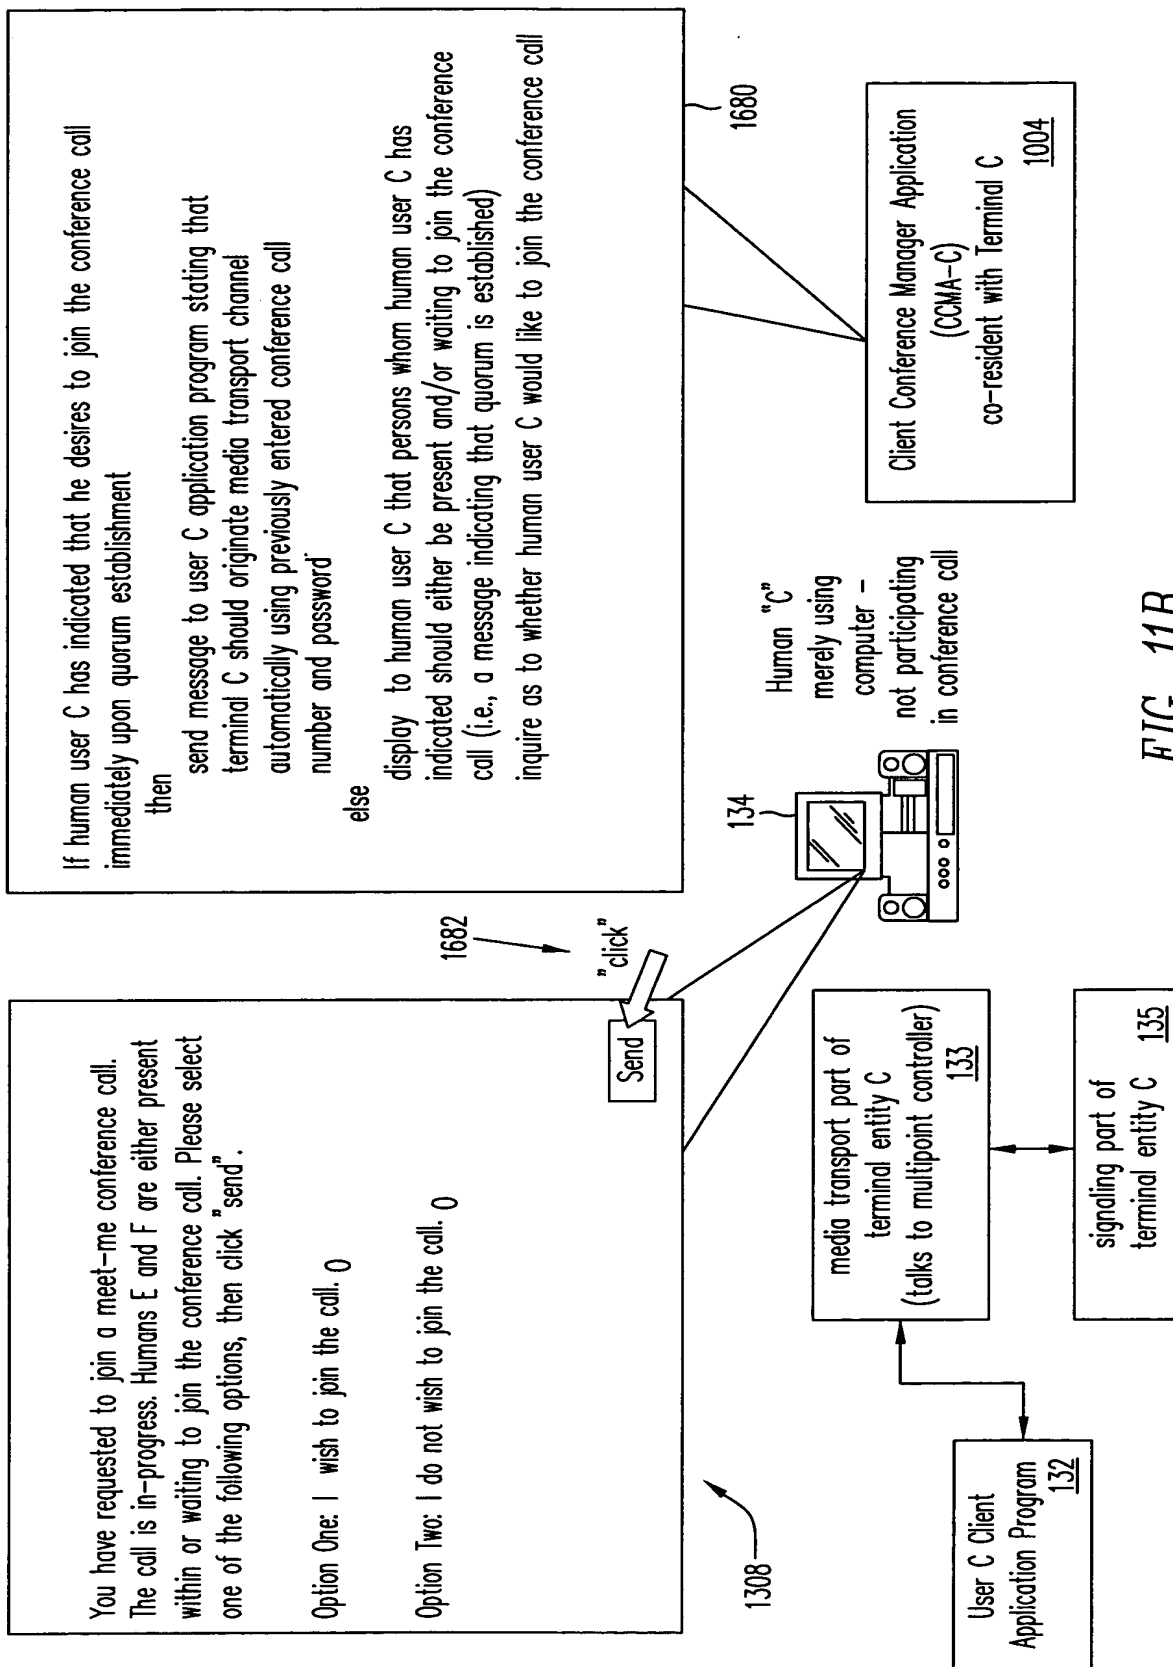 You have requested to join a meet-me conference call.
The call is in-progress. Humans E and F are either present
within or waiting to join the conference call. Please select
one of the following options, then click "send".
Option One: I wish to join the call. O
Option Two: I do not wish to join the call. O
Send
"click"
1682
1308
If human user C has indicated that he desires to join the conference call
immediately upon quorum establishment
then
send message to user C application program stating that
terminal C should originate media transport channel
automatically using previously entered conference call
number and password
else
display to human user C that persons whom human user C has
indicated should either be present and/or waiting to join the conference
call (i.e., a message indicating that quorum is established)
inquire as to whether human user C would like to join the conference call
1680
User C Client
Application Program
132
media transport part of
terminal entity C
(talks to multipoint controller)
133
signaling part of
terminal entity C
135
134
Human "C"
merely using
computer –
not participating
in conference call
Client Conference Manager Application
(CCMA-C)
co-resident with Terminal C
1004
FIG. 11B